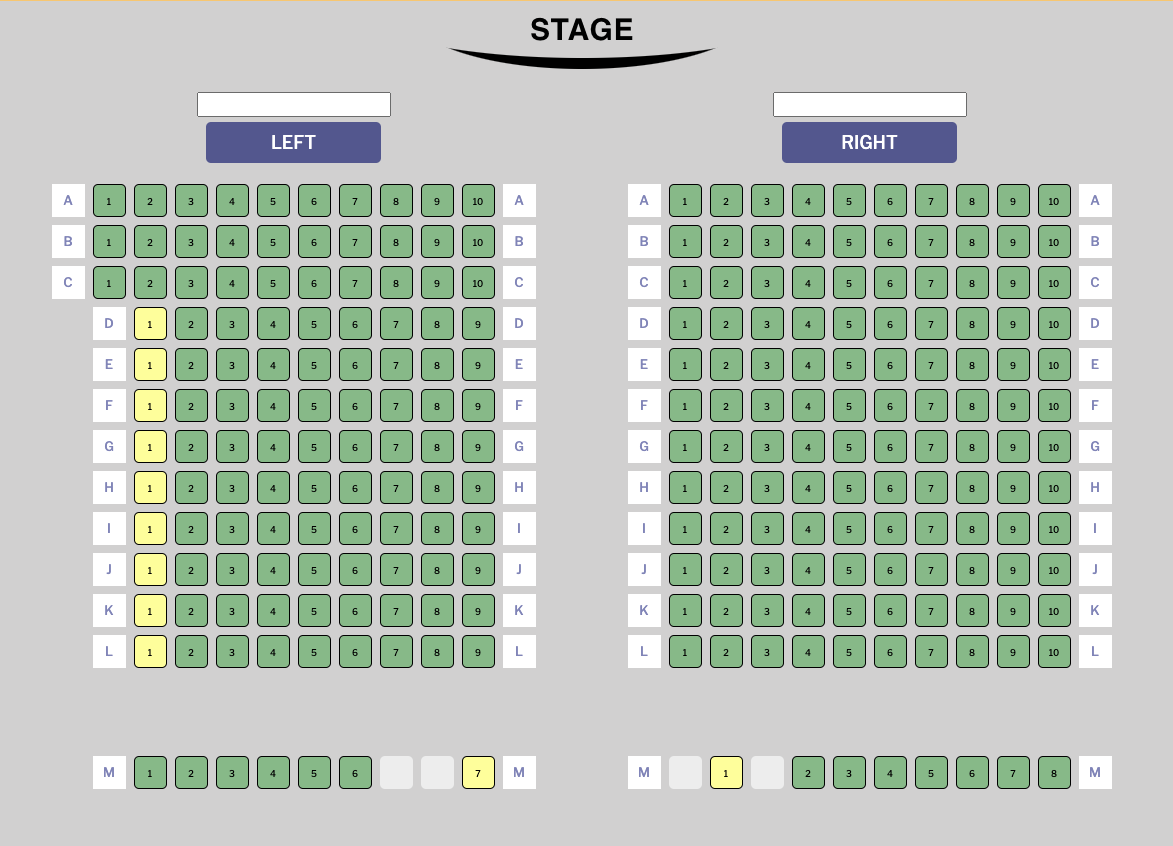 STAGE
LEFT RIGHT
A 1 2 3 4 5 6 7 8 9 10 A A 1 2 3 4 5 6 7 8 9 10 A
B 1 2 3 4 5 6 7 8 9 10 B B 1 2 3 4 5 6 7 8 9 10 B
C 1 2 3 4 5 6 7 8 9 10 C C 1 2 3 4 5 6 7 8 9 10 C
D 1 2 3 4 5 6 7 8 9 D D 1 2 3 4 5 6 7 8 9 10 D
E 1 2 3 4 5 6 7 8 9 E E 1 2 3 4 5 6 7 8 9 10 E
F 1 2 3 4 5 6 7 8 9 F F 1 2 3 4 5 6 7 8 9 10 F
G 1 2 3 4 5 6 7 8 9 G G 1 2 3 4 5 6 7 8 9 10 G
H 1 2 3 4 5 6 7 8 9 H H 1 2 3 4 5 6 7 8 9 10 H
I 1 2 3 4 5 6 7 8 9 I I 1 2 3 4 5 6 7 8 9 10 I
J 1 2 3 4 5 6 7 8 9 J J 1 2 3 4 5 6 7 8 9 10 J
K 1 2 3 4 5 6 7 8 9 K K 1 2 3 4 5 6 7 8 9 10 K
L 1 2 3 4 5 6 7 8 9 L L 1 2 3 4 5 6 7 8 9 10 L
M 1 2 3 4 5 6 7 M M 1 2 3 4 5 6 7 8 M